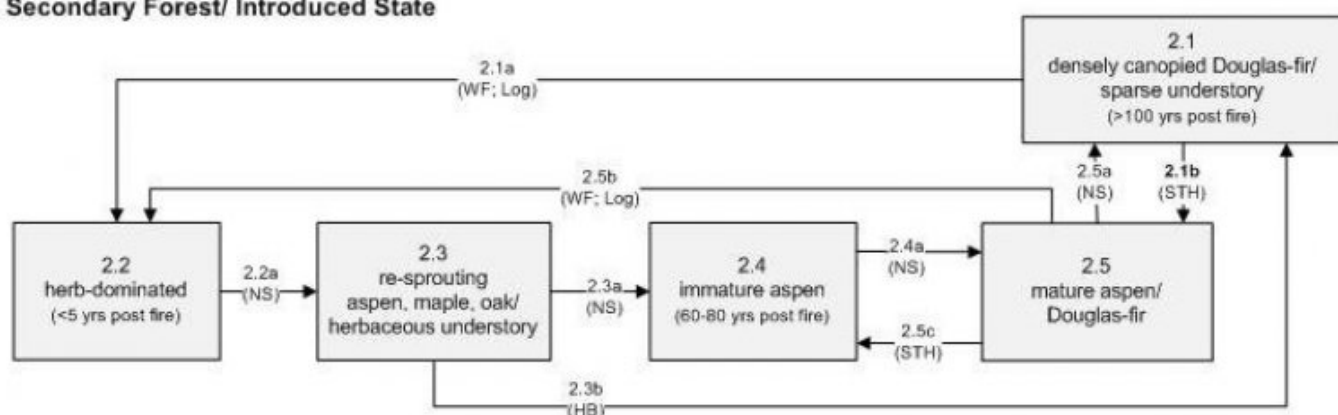 Secondary Forest/ Introduced State
2.1
densely canopied Douglas-fir/
sparse understory
(>100 yrs post fire)
2.1a
(WF; Log)
2.5a
(NS)
2.1b
(STH)
2.5b
(WF; Log)
2.2
herb-dominated
(<5 yrs post fire)
2.2a
(NS)
2.3
re-sprouting
aspen, maple, oak/
herbaceous understory
2.3a
(NS)
2.4
immature aspen
(60-80 yrs post fire)
2.4a
(NS)
2.5
mature aspen/
Douglas-fir
2.5c
(STH)
2.3b
(HB)